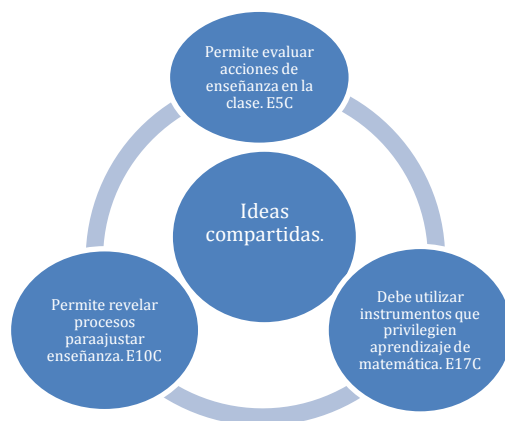 Permite evaluar
acciones de
enseñanza en la
clase. E5C
Ideas
compartidas.
Permite revelar
procesos
paraajustar
enseñanza. E10C
Debe utilizar
instrumentos que
privilegien
aprendizaje de
matemática. E17C